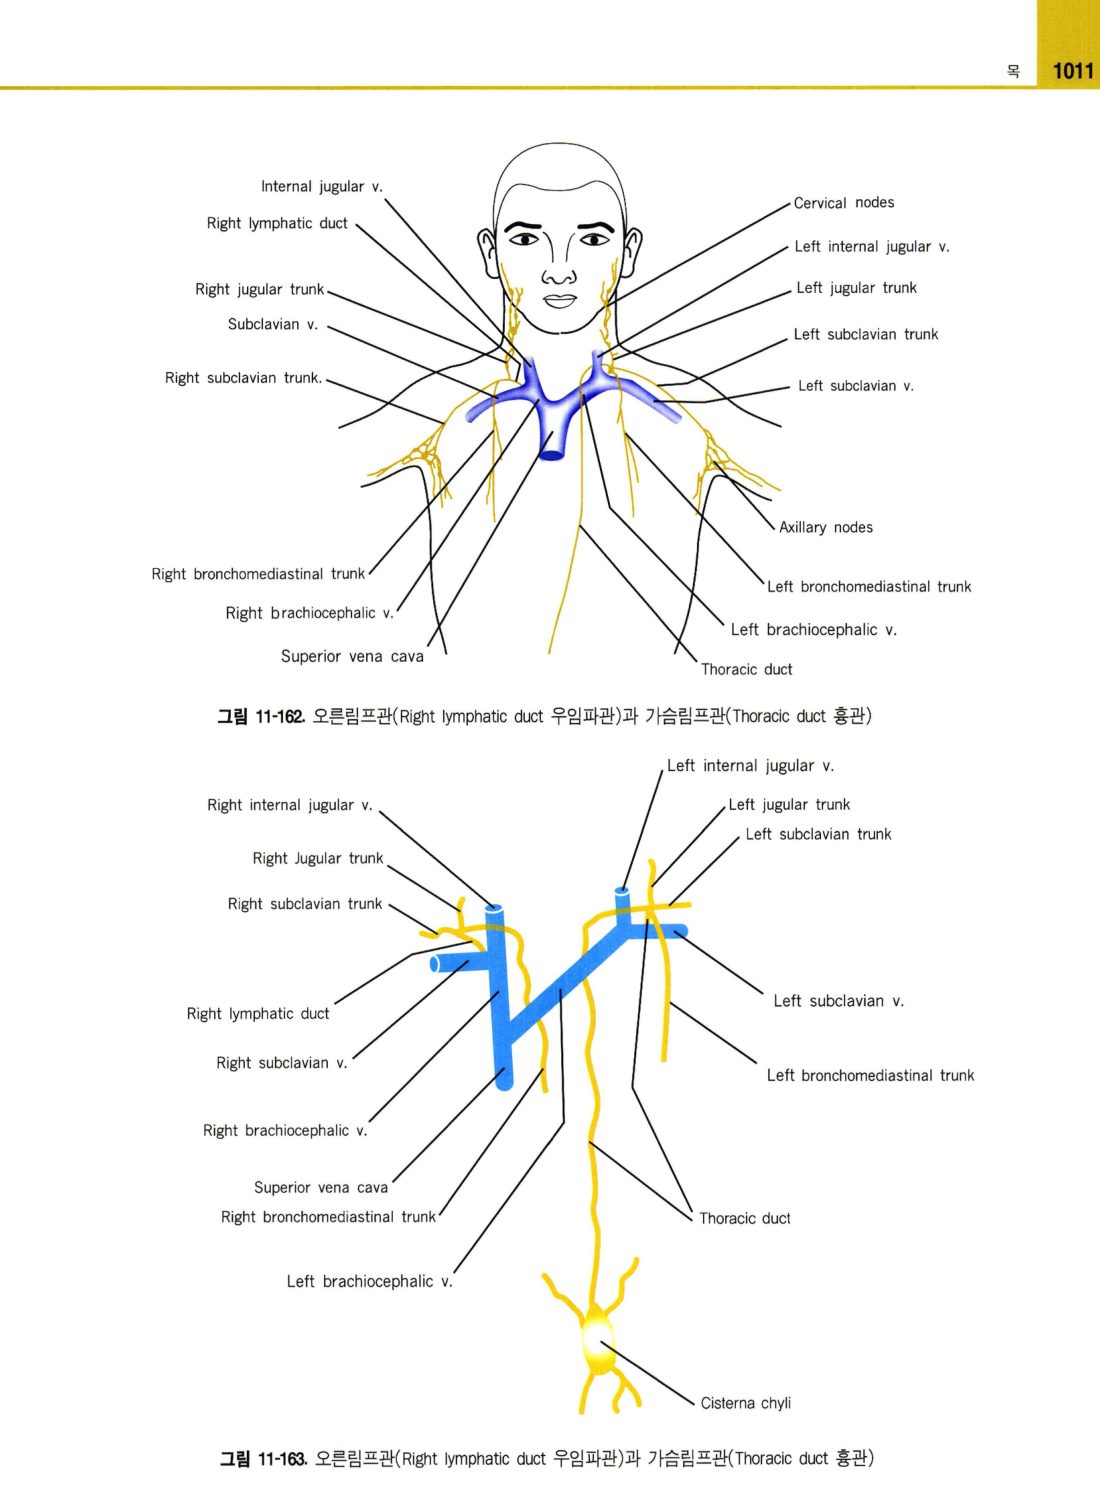 목 1011
Internal jugular v.
Right lymphatic duct
Right jugular trunk
Subclavian v.
Right subclavian trunk.
Cervical nodes
Left internal jugular v.
Left jugular trunk
Left subclavian trunk
Left subclavian v.
Axillary nodes
Right bronchomediastinal trunk
Right brachiocephalic v.
Superior vena cava
Left bronchomediastinal trunk
Left brachiocephalic v.
Thoracic duct
그림 11-162. 오른림프관(Right lymphatic duct 우임파관)과 가슴림프관(Thoracic duct 흉관)
Left internal jugular v.
Right internal jugular v.
Left jugular trunk
Left subclavian trunk
Right Jugular trunk
Right subclavian trunk
Left subclavian v.
Right lymphatic duct
Right subclavian v.
Left bronchomediastinal trunk
Right brachiocephalic v.
Superior vena cava
Right bronchomediastinal trunk
Thoracic duct
Left brachiocephalic v.
Cisterna chyli
그림 11-163. 오른림프관(Right lymphatic duct 우임파관)과 가슴림프관(Thoracic duct 흉관)